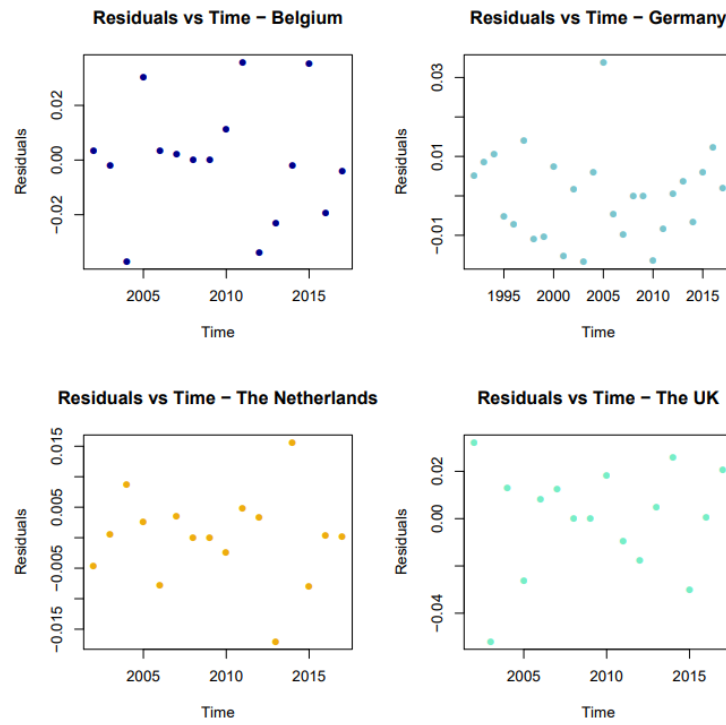 Residuals vs Time − Belgium
Residuals
0.02
0.00
−0.02
2005 2010 2015
Time
Residuals vs Time − Germany
Residuals
0.03
0.01
−0.01
1995 2000 2005 2010 2015
Time
Residuals vs Time − The Netherlands
Residuals
0.015
0.005
−0.005
−0.015
2005 2010 2015
Time
Residuals vs Time − The UK
Residuals
0.02
0.00
−0.04
2005 2010 2015
Time